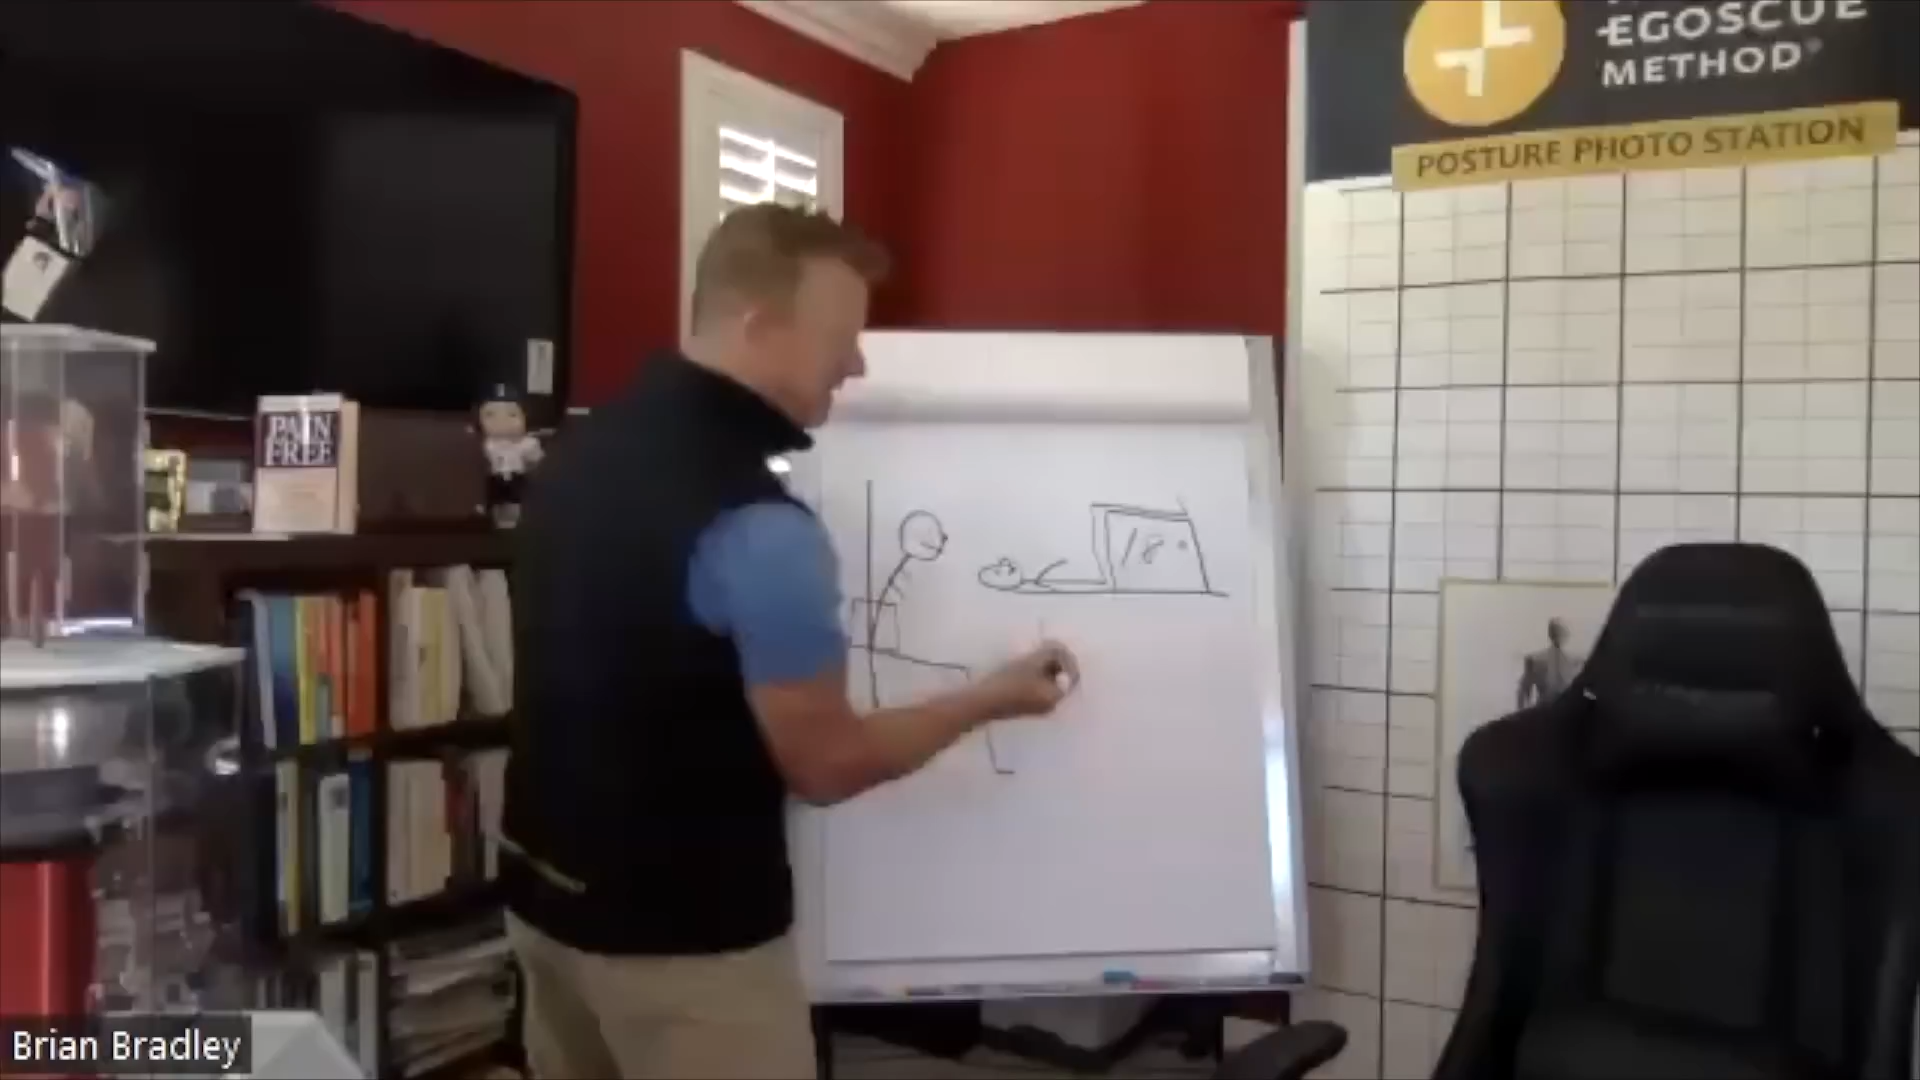 EGOSCUE
METHOD®
POSTURE PHOTO STATION
PAIN
FREE
18°
Brian Bradley